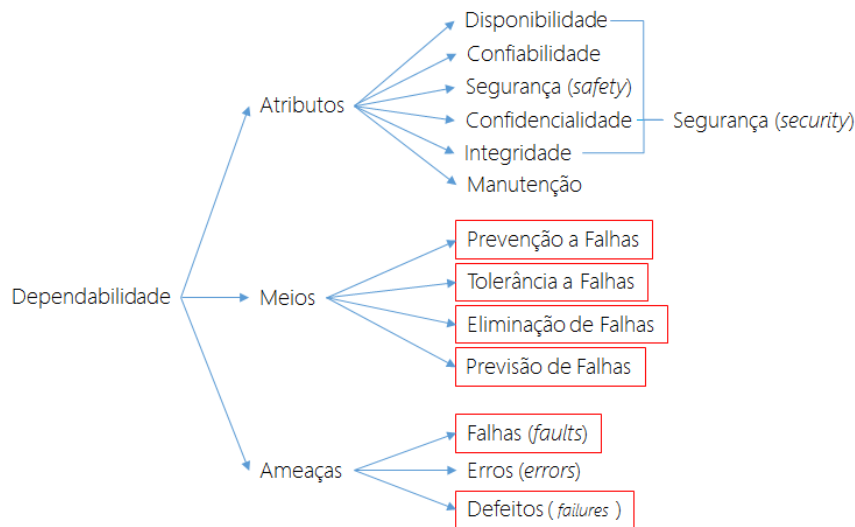 Dependabilidade
Atributos
Disponibilidade
Confiabilidade
Segurança (safety)
Confidencialidade
Integridade
Manutenção
Segurança (security)
Meios
Prevenção a Falhas
Tolerância a Falhas
Eliminação de Falhas
Previsão de Falhas
Ameaças
Falhas (faults)
Erros (errors)
Defeitos ( failures )